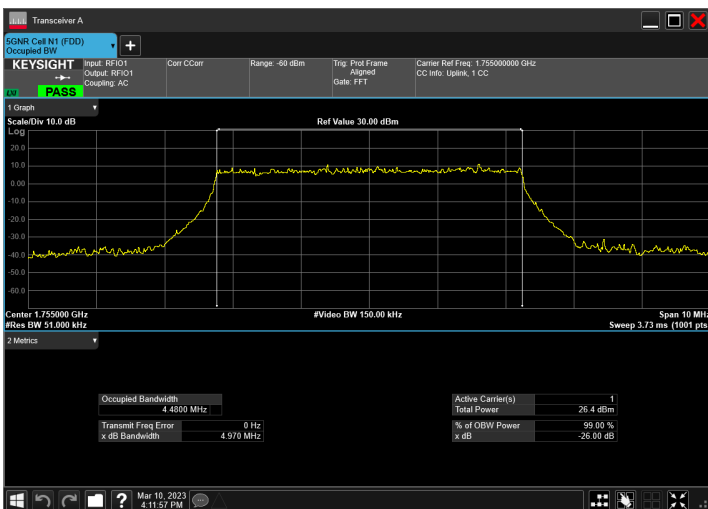 Transceiver A
5GNR Cell N1 (FDD)
Occupied BW
+
KEYSIGHT
LXI
PASS
Input: RFIO1
Output: RFIO1
Coupling: AC
Corr CCorr
Range: -60 dBm
Trig: Prot Frame
Aligned
Gate: FFT
Carrier Ref Freq: 1.755000000 GHz
CC Info: Uplink, 1 CC
1 Graph
Scale/Div 10.0 dB
Ref Value 30.00 dBm
Log
20.0
10.0
0.00
-10.0
-20.0
-30.0
-40.0
-50.0
-60.0
Center 1.755000 GHz
#Video BW 150.00 kHz
Span 10 MHz
#Res BW 51.000 kHz
Sweep 3.73 ms (1001 pts
2 Metrics
Occupied Bandwidth
4.4800 MHz
Transmit Freq Error 0 Hz
x dB Bandwidth 4.970 MHz
Active Carrier(s) 1
Total Power 26.4 dBm
% of OBW Power 99.00 %
x dB -26.00 dB
?
Mar 10, 2023
4:11:57 PM